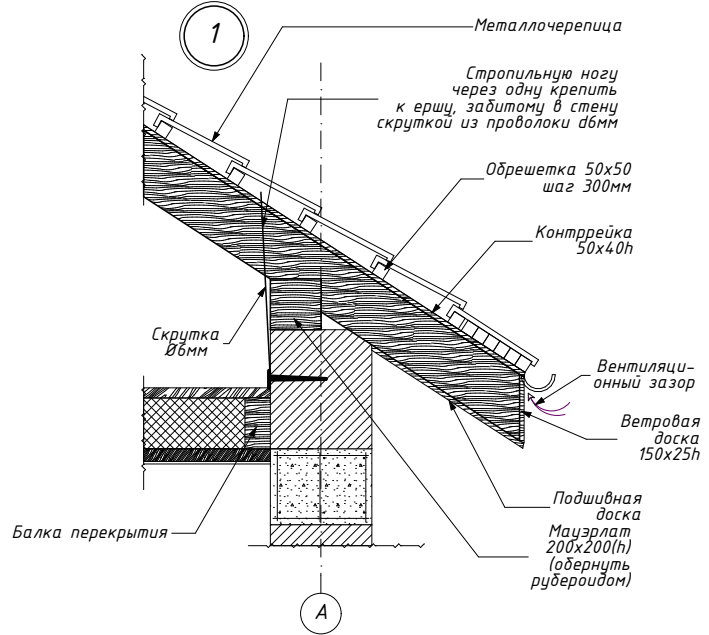 1
Металлочерепица
Стропильную ногу
через одну крепить
к ершу, забитому в стену
скруткой из проволоки d6мм
Обрешетка 50х50
шаг 300мм
Контррейка
50х40h
Скрутка
Ø6мм
Вентиляци-
онный зазор
Ветровая
доска
150х25h
Подшивная
доска
Балка перекрытия
Мауэрлат
200х200(h)
(обернуть
рубероидом)
А